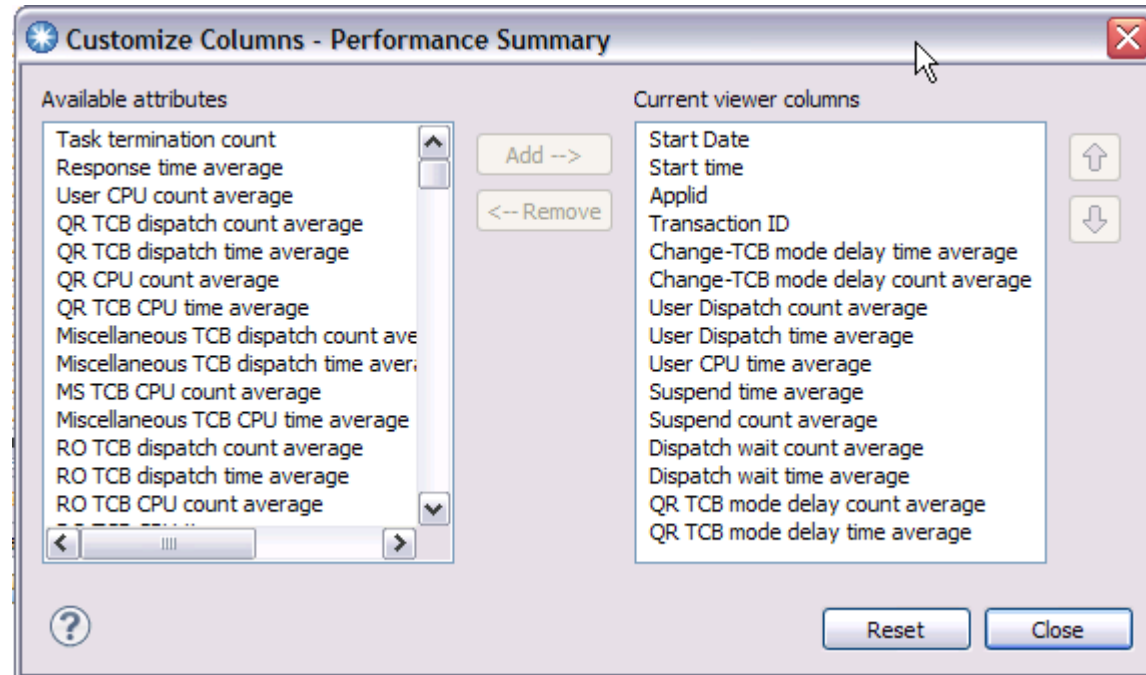 Customize Columns - Performance Summary
Available attributes
Task termination count
Response time average
User CPU count average
QR TCB dispatch count average
QR TCB dispatch time average
QR CPU count average
QR TCB CPU time average
Miscellaneous TCB dispatch count ave
Miscellaneous TCB dispatch time aver
MS TCB CPU count average
Miscellaneous TCB CPU time average
RO TCB dispatch count average
RO TCB dispatch time average
RO TCB CPU count average
Add -->
<-- Remove
Current viewer columns
Start Date
Start time
Applid
Transaction ID
Change-TCB mode delay time average
Change-TCB mode delay count average
User Dispatch count average
User Dispatch time average
User CPU time average
Suspend time average
Suspend count average
Dispatch wait count average
Dispatch wait time average
QR TCB mode delay count average
QR TCB mode delay time average
?
Reset
Close